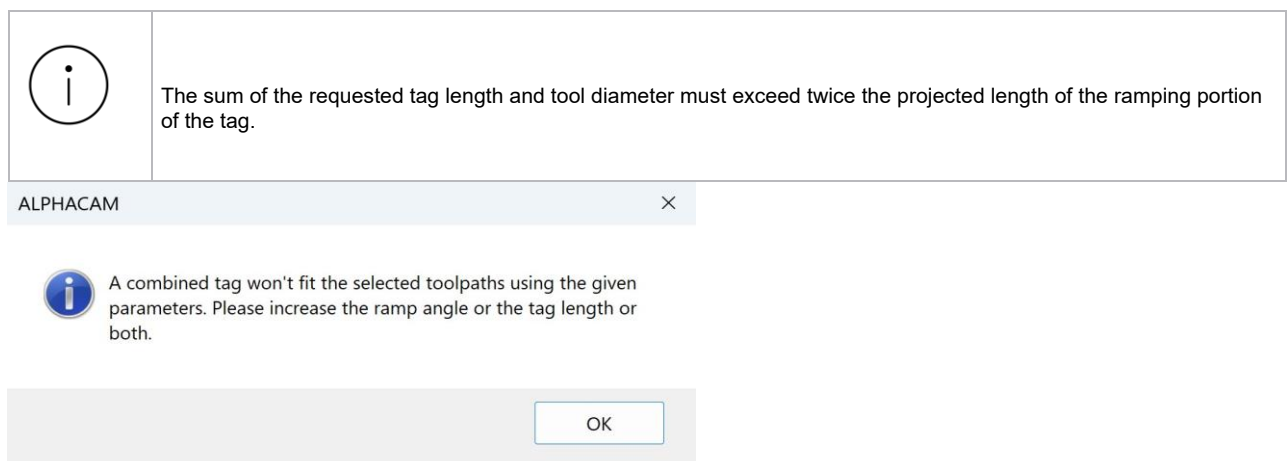 The sum of the requested tag length and tool diameter must exceed twice the projected length of the ramping portion
of the tag.
ALPHACAM
A combined tag won't fit the selected toolpaths using the given
parameters. Please increase the ramp angle or the tag length or
both.
OK